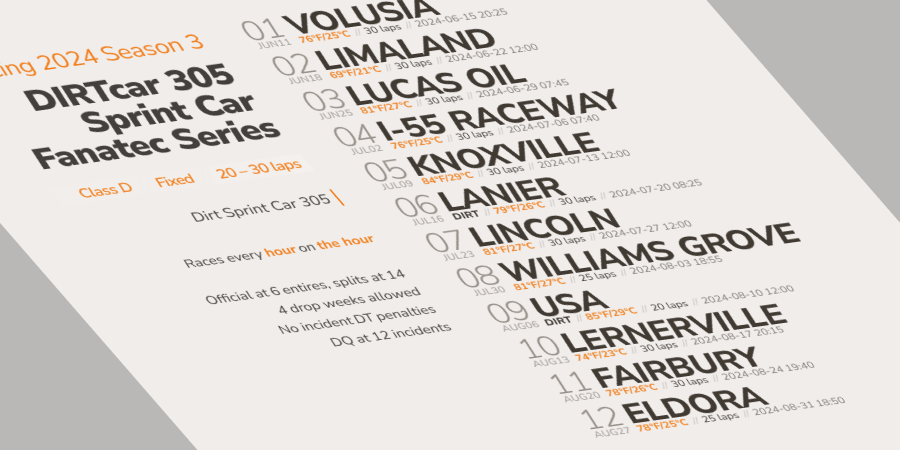 ing 2024 Season 3
DIRTcar 305
Sprint Car
Fanatec Series
Class D Fixed 20–30 laps
Dirt Sprint Car 305 |
Races every hour on the hour
Official at 6 entires, splits at 14
4 drop weeks allowed
No incident DT penalties
DQ at 12 incidents
01 VOLUSIA
JUN11 76°F/25°C // 30 laps // 2024-06-15 20:25
02 LIMALAND
JUN18 69°F/21°C // 30 laps // 2024-06-22 12:00
03 LUCAS OIL
JUN25 81°F/27°C // 30 laps // 2024-06-29 07:45
04 I-55 RACEWAY
JUL02 76°F/25°C // 30 laps // 2024-07-06 07:40
05 KNOXVILLE
JUL09 84°F/29°C // 30 laps // 2024-07-13 12:00
06 LANIER
JUL16 DIRT // 79°F/26°C // 30 laps // 2024-07-20 08:25
07 LINCOLN
JUL23 81°F/27°C // 30 laps // 2024-07-27 12:00
08 WILLIAMS GROVE
JUL30 81°F/27°C // 25 laps // 2024-08-03 18:55
09 USA
AUG06 DIRT // 85°F/29°C // 20 laps // 2024-08-10 12:00
10 LERNERVILLE
AUG13 74°F/23°C // 30 laps // 2024-08-17 20:15
11 FAIRBURY
AUG20 78°F/26°C // 30 laps // 2024-08-24 19:40
12 ELDORA
AUG27 78°F/25°C // 25 laps // 2024-08-31 18:50